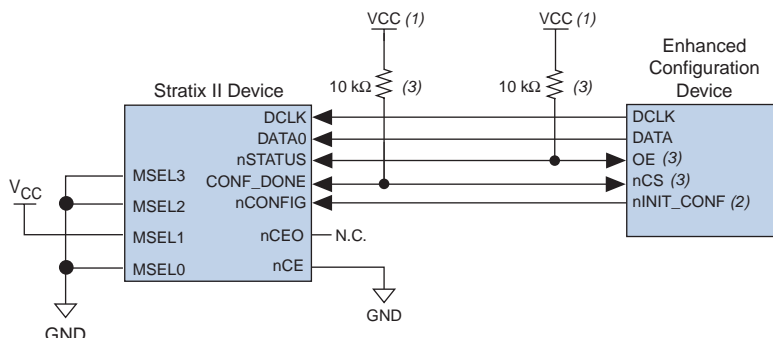 VCC (1)
VCC (1)
Enhanced
Configuration
Device
Stratix II Device
10 kΩ
(3)
10 kΩ
(3)
DCLK
DCLK
DATA0
DATA
nSTATUS
OE (3)
VCC
MSEL3
CONF_DONE
nCS (3)
MSEL2
nCONFIG
nINIT_CONF (2)
MSEL1
nCEO
N.C.
MSEL0
nCE
GND
GND